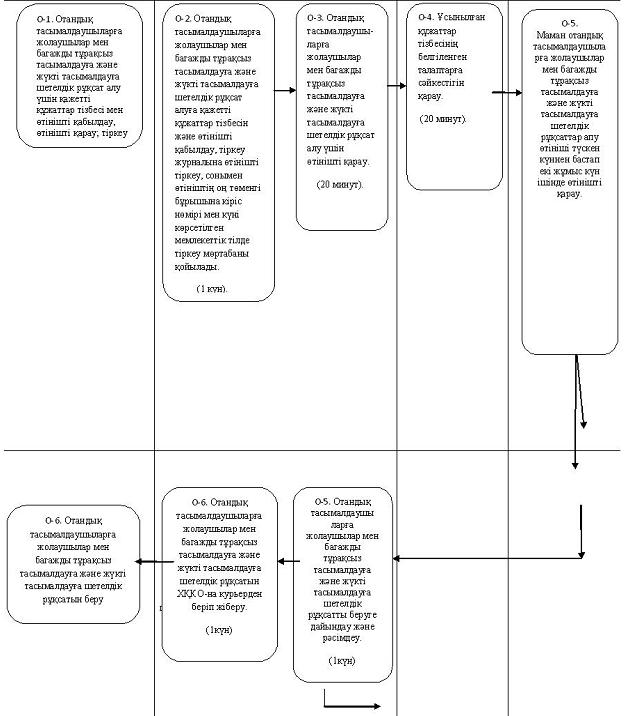 О-1. Отандық
тасымалдаушыларға
жолаушылар мен
багажды тұрақсыз
тасымалдауға және
жүкті тасымалдауға
шетелдік рұқсат алу
үшін қажетті
құжаттар тізбесі мен
өтінішті қабылдау,
өтінішті қарау, тіркеу
О-2. Отандық
тасымалдаушыларға
жолаушылар мен
багажды тұрақсыз
тасымалдауға және
жүкті тасымалдауға
шетелдік рұқсат
алуға қажетті
құжаттар тізбесін
және өтінішті
қабылдау, тіркеу
журналына өтінішті
тіркеу, сонымен
өтініштің оң төменгі
бұрышына кіріс
нөмірі мен күні
көрсетілген
мемлекеттік тілде
тіркеу мөртабаны
қойылады.
(1 күн).
О-3. Отандық
тасымалдаушы-
ларға
жолаушылар
мен багажды
тұрақсыз
тасымалдауға
және жүкті
тасымалдауға
шетелдік рұқсат
алу үшін
өтінішті қарау.
(20 минут).
О-4. Ұсынылған
құжаттар
тізбесінің
белгіленген
талаптарға
сәйкестігін
қарау.
(20 минут).
О-5.
Маман отандық
тасымалдаушыла
рға жолаушылар
мен багажды
тұрақсыз
тасымалдауға
және жүкті
тасымалдауға
шетелдік
рұқсаттар апу
өтініші түскен
күннен бастап
екі жұмыс күн
ішінде өтінішті
қарау.
О-6. Отандық
тасымалдаушыларға
жолаушылар мен
багажды тұрақсыз
тасымалдауға және жүкті
тасымалдауға шетелдік
рұқсатын беру
О-6. Отандық
тасымалдаушыларға
жолаушылар мен
багажды тұрақсыз
тасымалдауға және
жүкті тасымалдауға
шетелдік рұқсатын
ХҚКО-на курьерден
беріп жіберу.
(1күн)
О-5. Отандық
тасымалдаушы
ларға
жолаушылар мен
багажды
тұрақсыз
тасымалдауға
және жүкті
тасымалдауға
шетелдік
рұқсатты беруге
дайындау және
рәсімдеу.
(1күн)